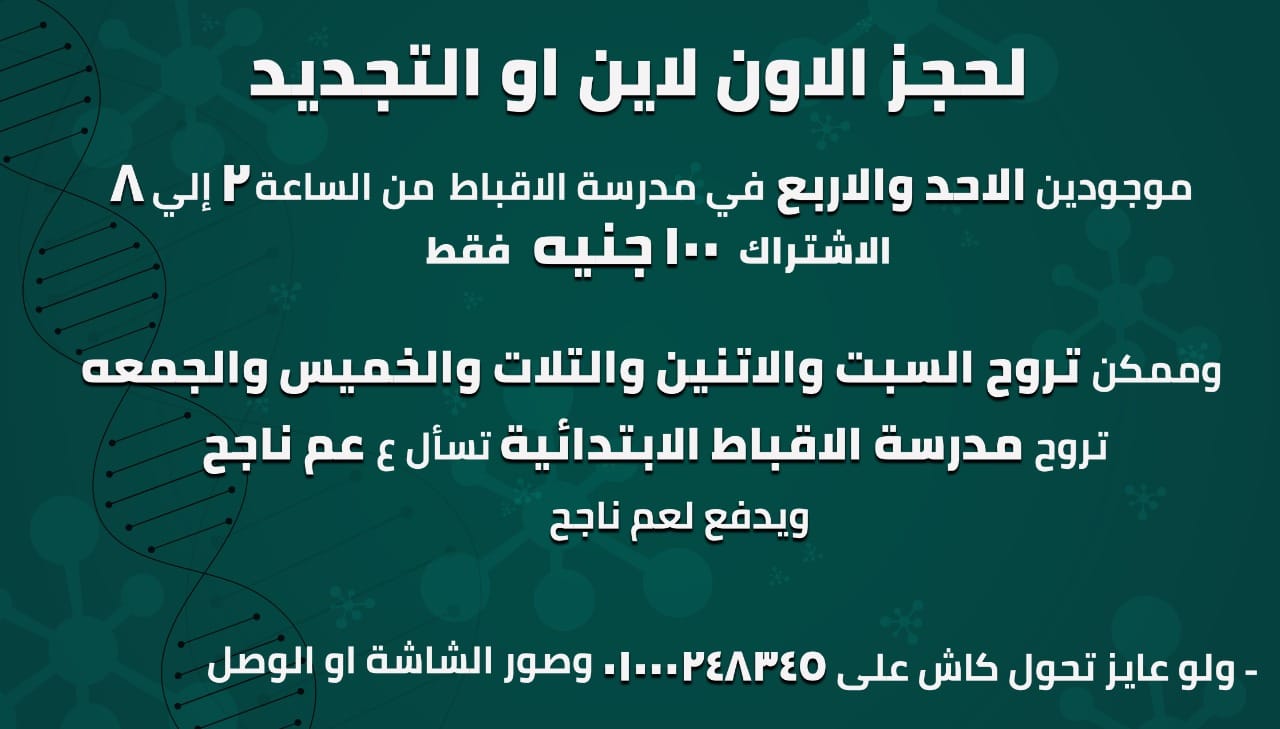 لحجز الاون لاين او التجديد
موجودين الاحد والاربع في مدرسة الاقباط من الساعة ٢ إلي ٨
الاشتراك ١٠٠ جنيه فقط
وممكن تروح السبت والاتنين والتلات والخميس والجمعه
تروح مدرسة الاقباط الابتدائية تسأل ع عم ناجح
ويدفع لعم ناجح
- ولو عايز تحول كاش على ٠١٠٠٠٢٤٨٣٤٥ وصور الشاشة او الوصل